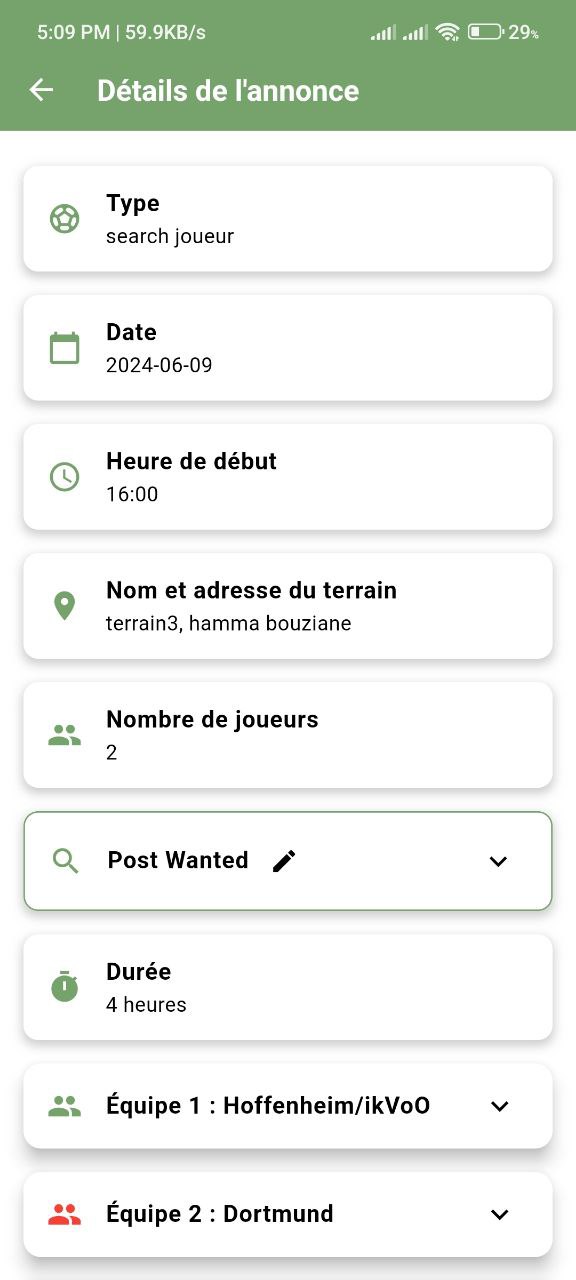 5:09 PM | 59.9KB/s 29%
Détails de l'annonce
Type
search joueur
Date
2024-06-09
Heure de début
16:00
Nom et adresse du terrain
terrain3, hamma bouziane
Nombre de joueurs
2
Post Wanted
Durée
4 heures
Équipe 1 : Hoffenheim/ikVoO
Équipe 2 : Dortmund